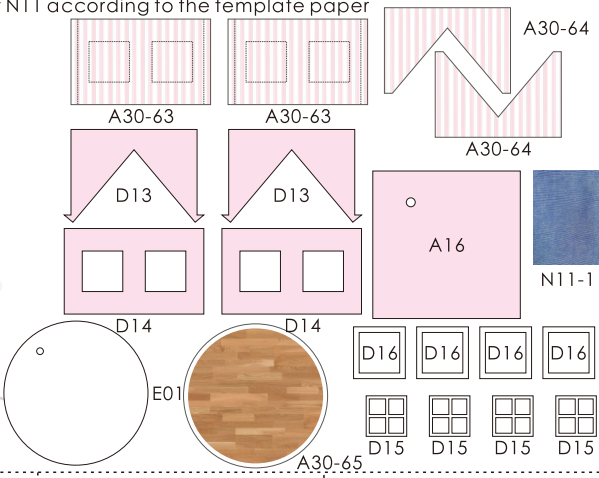 N11 according to the template paper
A30-63
A30-63
A30-64
A30-64
D13
D13
A16
N11-1
D14
D14
D16
D16
D16
D16
E01
A30-65
D15
D15
D15
D15